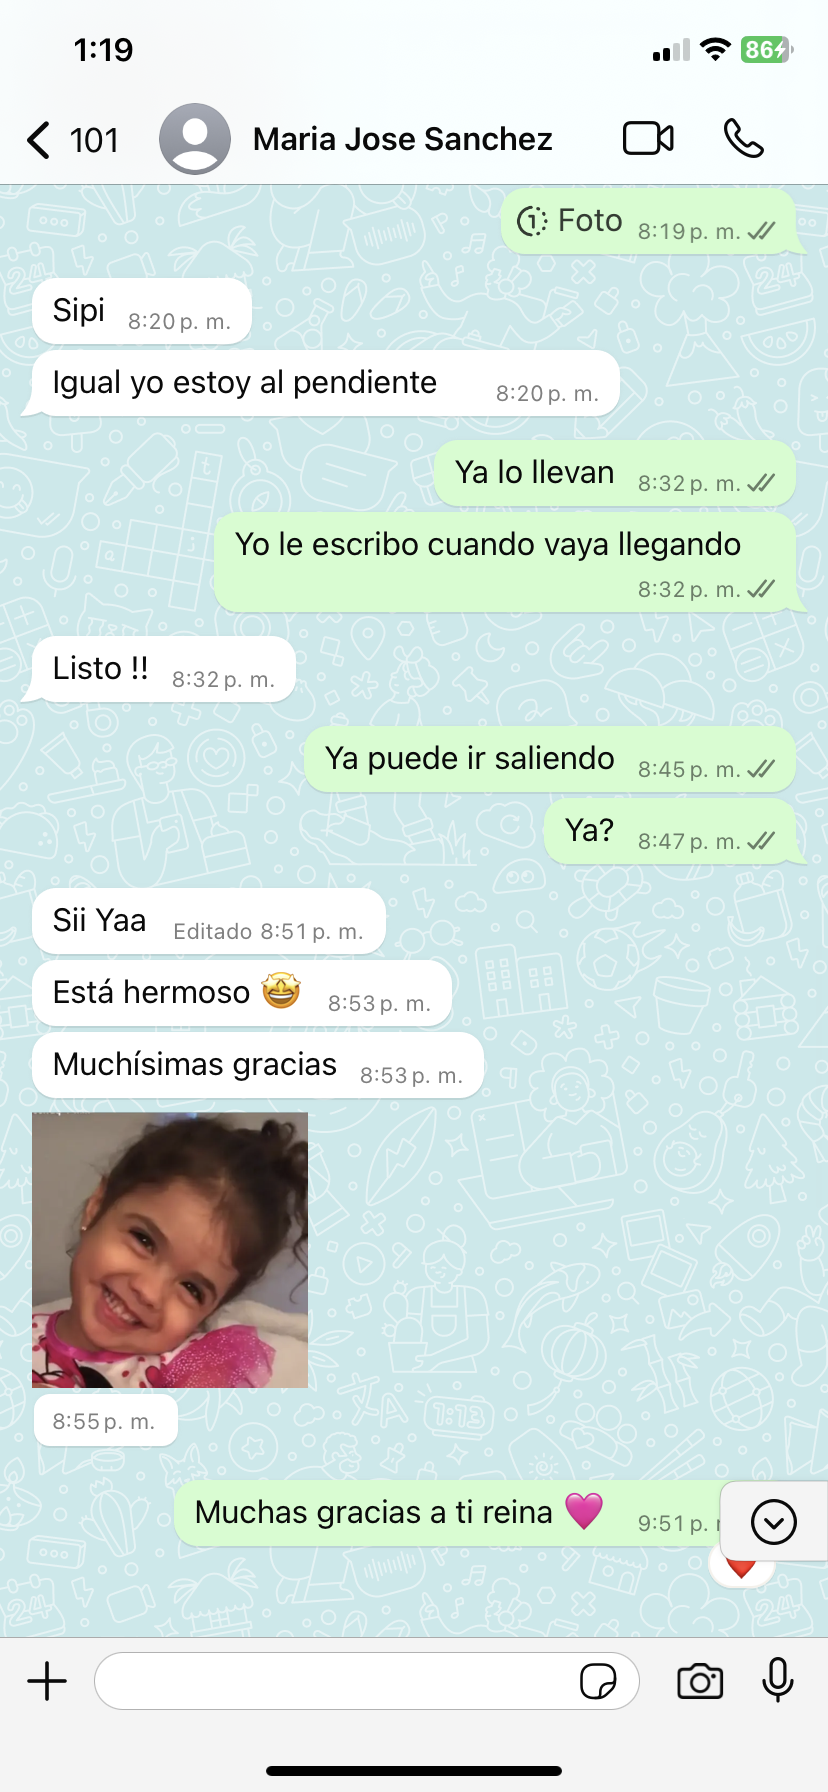 1:19
86
101 Maria Jose Sanchez
1 Foto 8:19 p. m.
Sipi 8:20 p. m.
Igual yo estoy al pendiente 8:20 p. m.
Ya lo llevan 8:32 p. m.
Yo le escribo cuando vaya llegando
8:32 p. m.
Listo !! 8:32 p. m.
Ya puede ir saliendo 8:45 p. m.
Ya? 8:47 p. m.
Sii Yaa Editado 8:51 p. m.
Está hermoso 🤩 8:53 p. m.
Muchísimas gracias 8:53 p. m.
8:55 p. m.
Muchas gracias a ti reina 🩷 9:51 p.